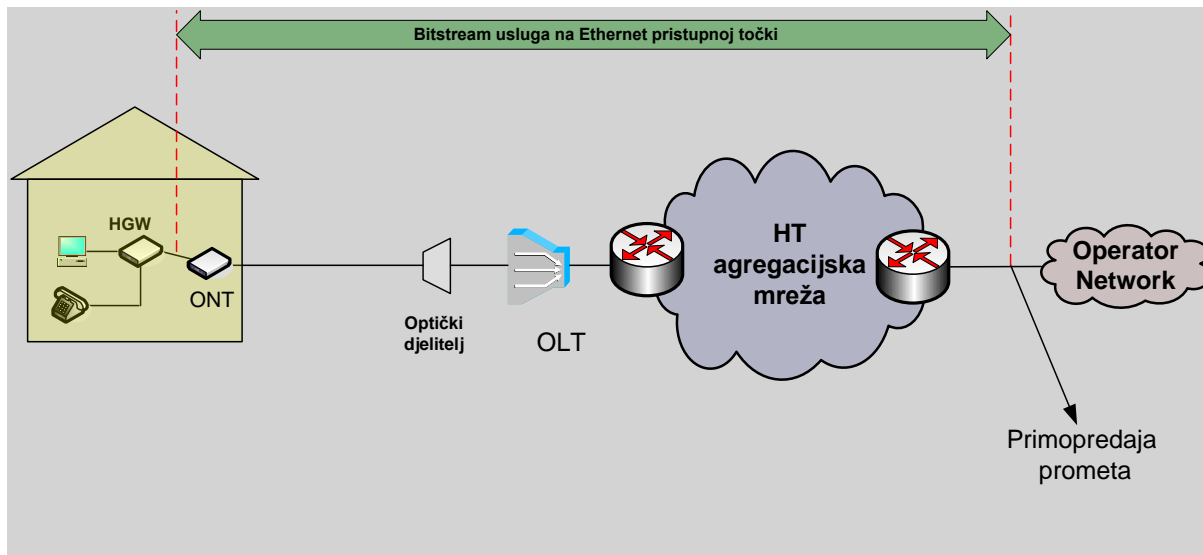 Bitstream usluga na Ethernet pristupnoj točki
HGW
ONT
Optički
djelitelj
OLT
HT
agregacijska
mreža
Operator
Network
Primopredaja
prometa